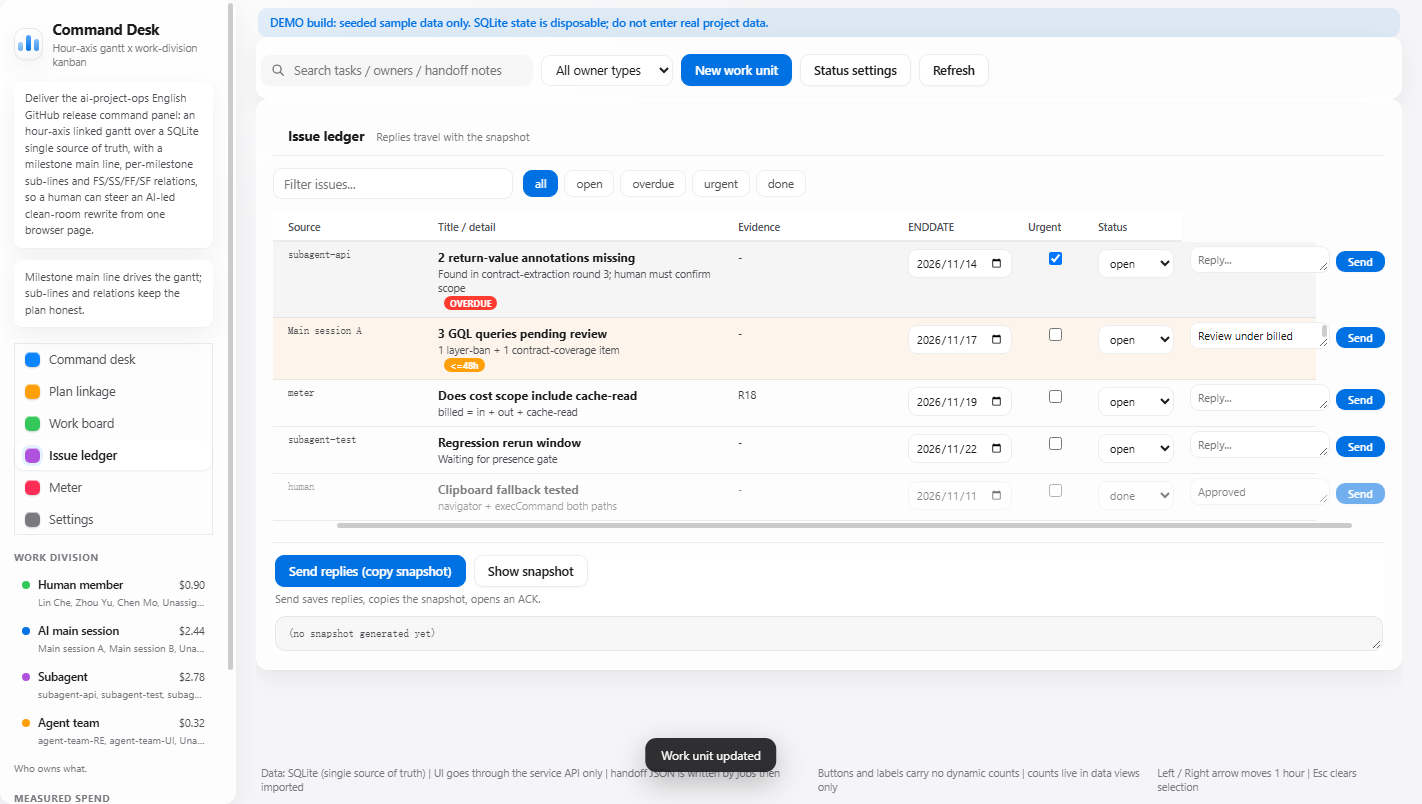 Command Desk
Hour-axis gantt x work-division
kanban
Deliver the ai-project-ops English
GitHub release command panel: an
hour-axis linked gantt over a SQLite
single source of truth, with a
milestone main line, per-milestone
sub-lines and FS/SS/FF/SF relations,
so a human can steer an AI-led
clean-room rewrite from one
browser page.
Milestone main line drives the gantt;
sub-lines and relations keep the
plan honest.
Command desk
Plan linkage
Work board
Issue ledger
Meter
Settings
WORK DIVISION
Human member $0.90
Lin Che, Zhou Yu, Chen Mo, Unassig...
AI main session $2.44
Main session A, Main session B, Una...
Subagent $2.78
subagent-api, subagent-test, subag...
Agent team $0.32
agent-team-RE, agent-team-UI, Una...
Who owns what.
MEASURED SPEND
DEMO build: seeded sample data only. SQLite state is disposable; do not enter real project data.
Search tasks / owners / handoff notes All owner types New work unit Status settings Refresh
Issue ledger Replies travel with the snapshot
Filter issues... all open overdue urgent done
Source Title / detail Evidence ENDDATE Urgent Status
subagent-api 2 return-value annotations missing - 2026/11/14 open Reply... Send
Found in contract-extraction round 3; human must confirm
scope
OVERDUE
Main session A 3 GQL queries pending review - 2026/11/17 open Review under billed Send
1 layer-ban + 1 contract-coverage item
<=48h
meter Does cost scope include cache-read R18 2026/11/19 open Reply... Send
billed = in + out + cache-read
subagent-test Regression rerun window - 2026/11/22 open Reply... Send
Waiting for presence gate
human Clipboard fallback tested - 2026/11/11 done Approved Send
navigator + execCommand both paths
Send replies (copy snapshot) Show snapshot
Send saves replies, copies the snapshot, opens an ACK.
(no snapshot generated yet)
Work unit updated
Data: SQLite (single source of truth) | UI goes through the service API only | handoff JSON is written by jobs then
imported
Buttons and labels carry no dynamic counts | counts live in data views
only
Left / Right arrow moves 1 hour | Esc clears
selection